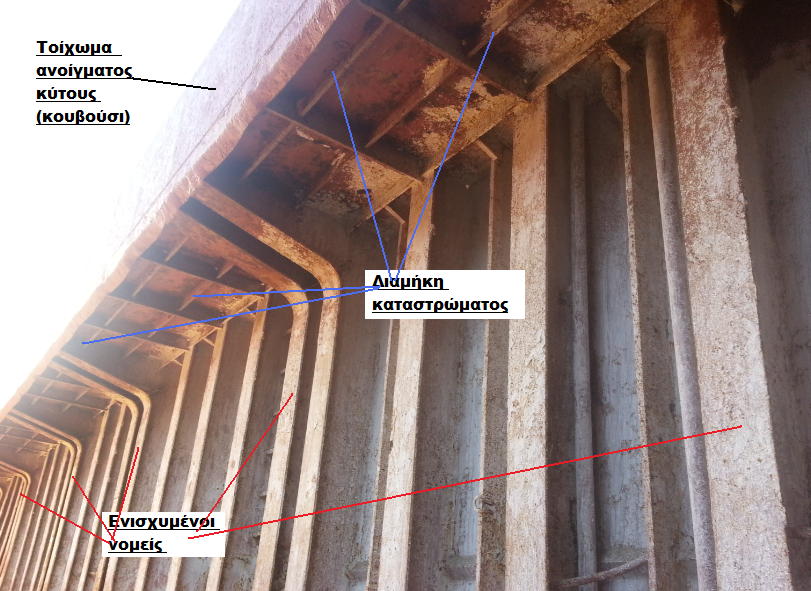 Τοίχωμα
ανοίγματος
κύτους
(κουβούσι)
Διαμήκη
καταστρώματος
Ενισχυμένοι
νομείς